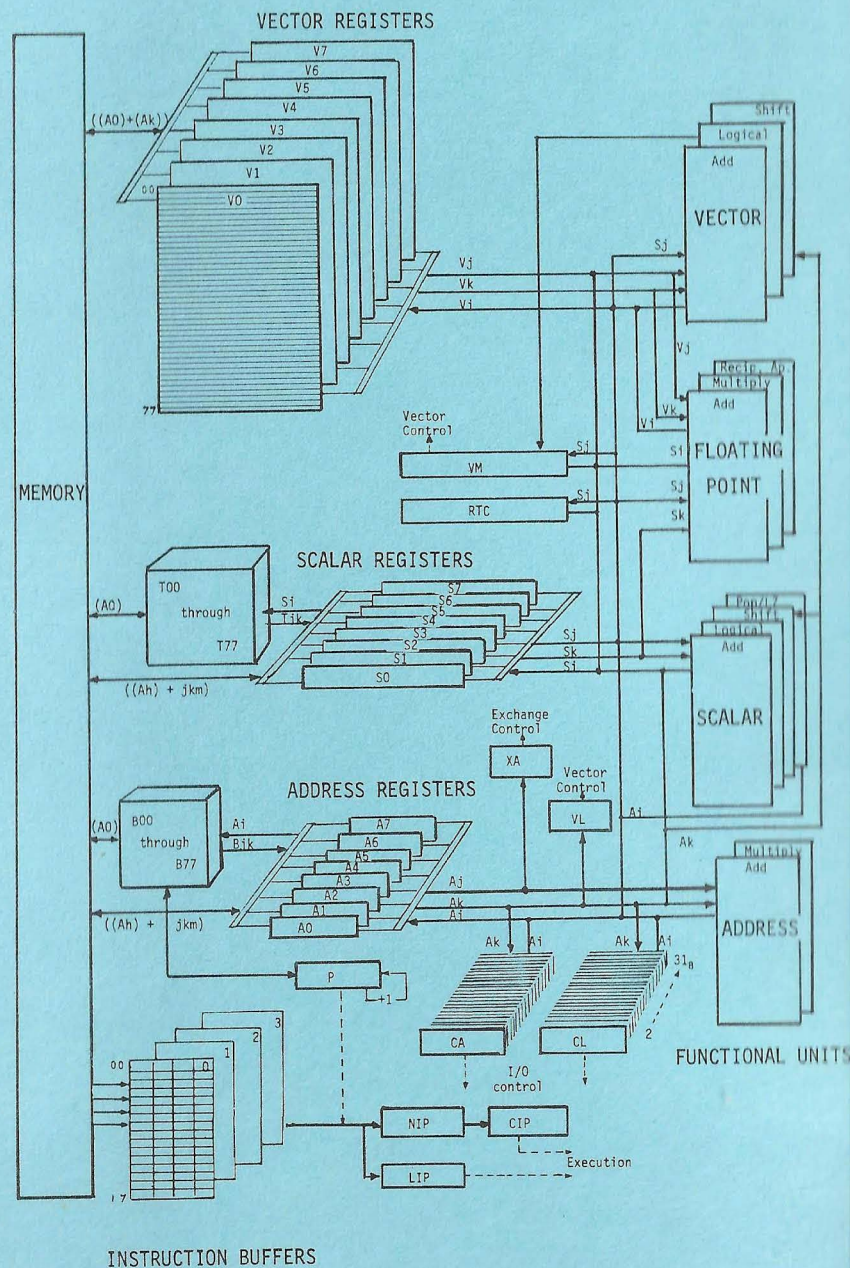 VECTOR REGISTERS
V7
V6
V5
V4
V3
V2
V1
V0
00
77
((A0)+(Ak))
Vj
Vk
Vi
Sj
Shift
Logical
Add
VECTOR
Vj
Vk
Vi
Recip. Ap.
Multiply
Add
FLOATING
POINT
Si
Sj
Sk
Vector
Control
VM
Sj
RTC
Sj
MEMORY
SCALAR REGISTERS
(A0)
T00
through
T77
Si
Tjk
S7
S6
S5
S4
S3
S2
S1
S0
((Ah) + jkm)
Sj
Sk
Si
Pop/LZ
Shift
Logical
Add
SCALAR
Exchange
Control
XA
Vector
Control
VL
Ai
Ak
ADDRESS REGISTERS
(A0)
B00
through
B77
Ai
Bjk
A7
A6
A5
A4
A3
A2
A1
A0
((Ah) + jkm)
Aj
Ak
Ai
Multiply
Add
ADDRESS
Ak
Ai
Ak
Ai
31₈
2
CA
CL
I/O
control
FUNCTIONAL UNITS
P
+1
3
2
1
0
00
NIP
CIP
LIP
Execution
INSTRUCTION BUFFERS